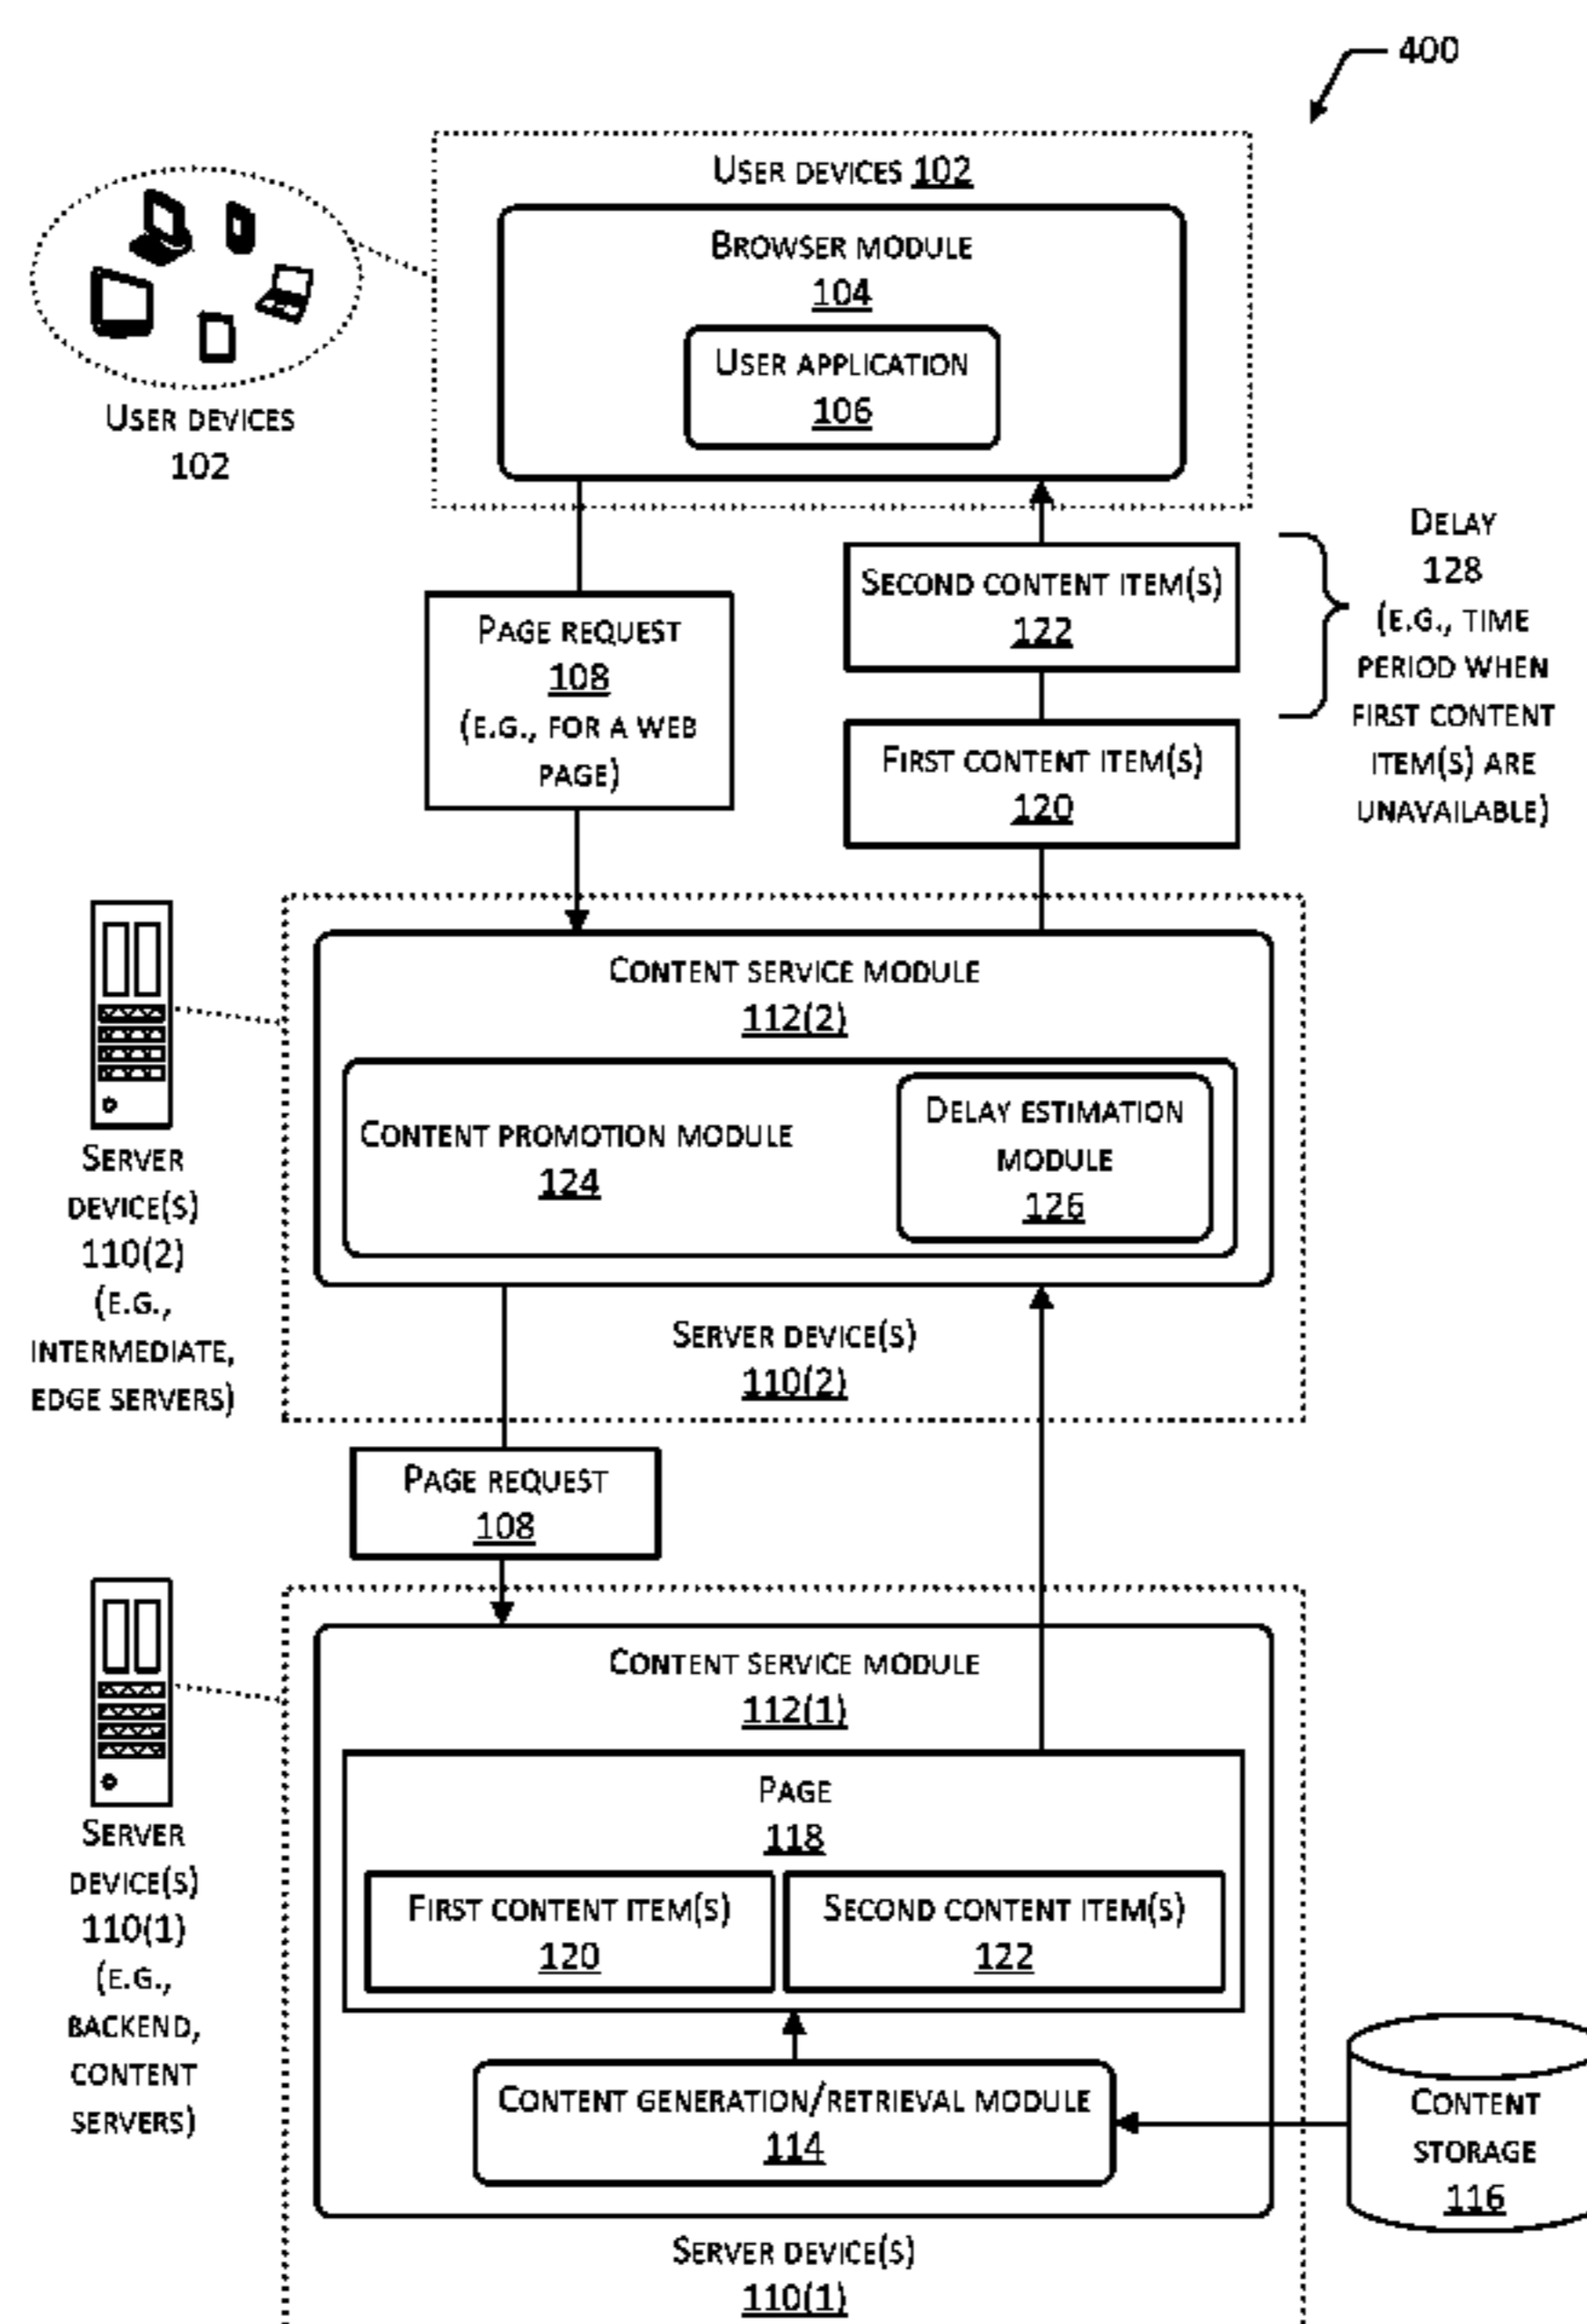 400
User devices 102
Browser module
104
User application
106
User devices
102
Page request
108
(e.g., for a web
page)
Second content item(s)
122
First content item(s)
120
Delay
128
(e.g., time
period when
first content
item(s) are
unavailable)
Content service module
112(2)
Content promotion module
124
Delay estimation
module
126
Server device(s)
110(2)
Server
device(s)
110(2)
(e.g.,
intermediate,
edge servers)
Page request
108
Content service module
112(1)
Page
118
First content item(s)
120
Second content item(s)
122
Content generation/retrieval module
114
Server device(s)
110(1)
Server
device(s)
110(1)
(e.g.,
backend,
content
servers)
Content
storage
116